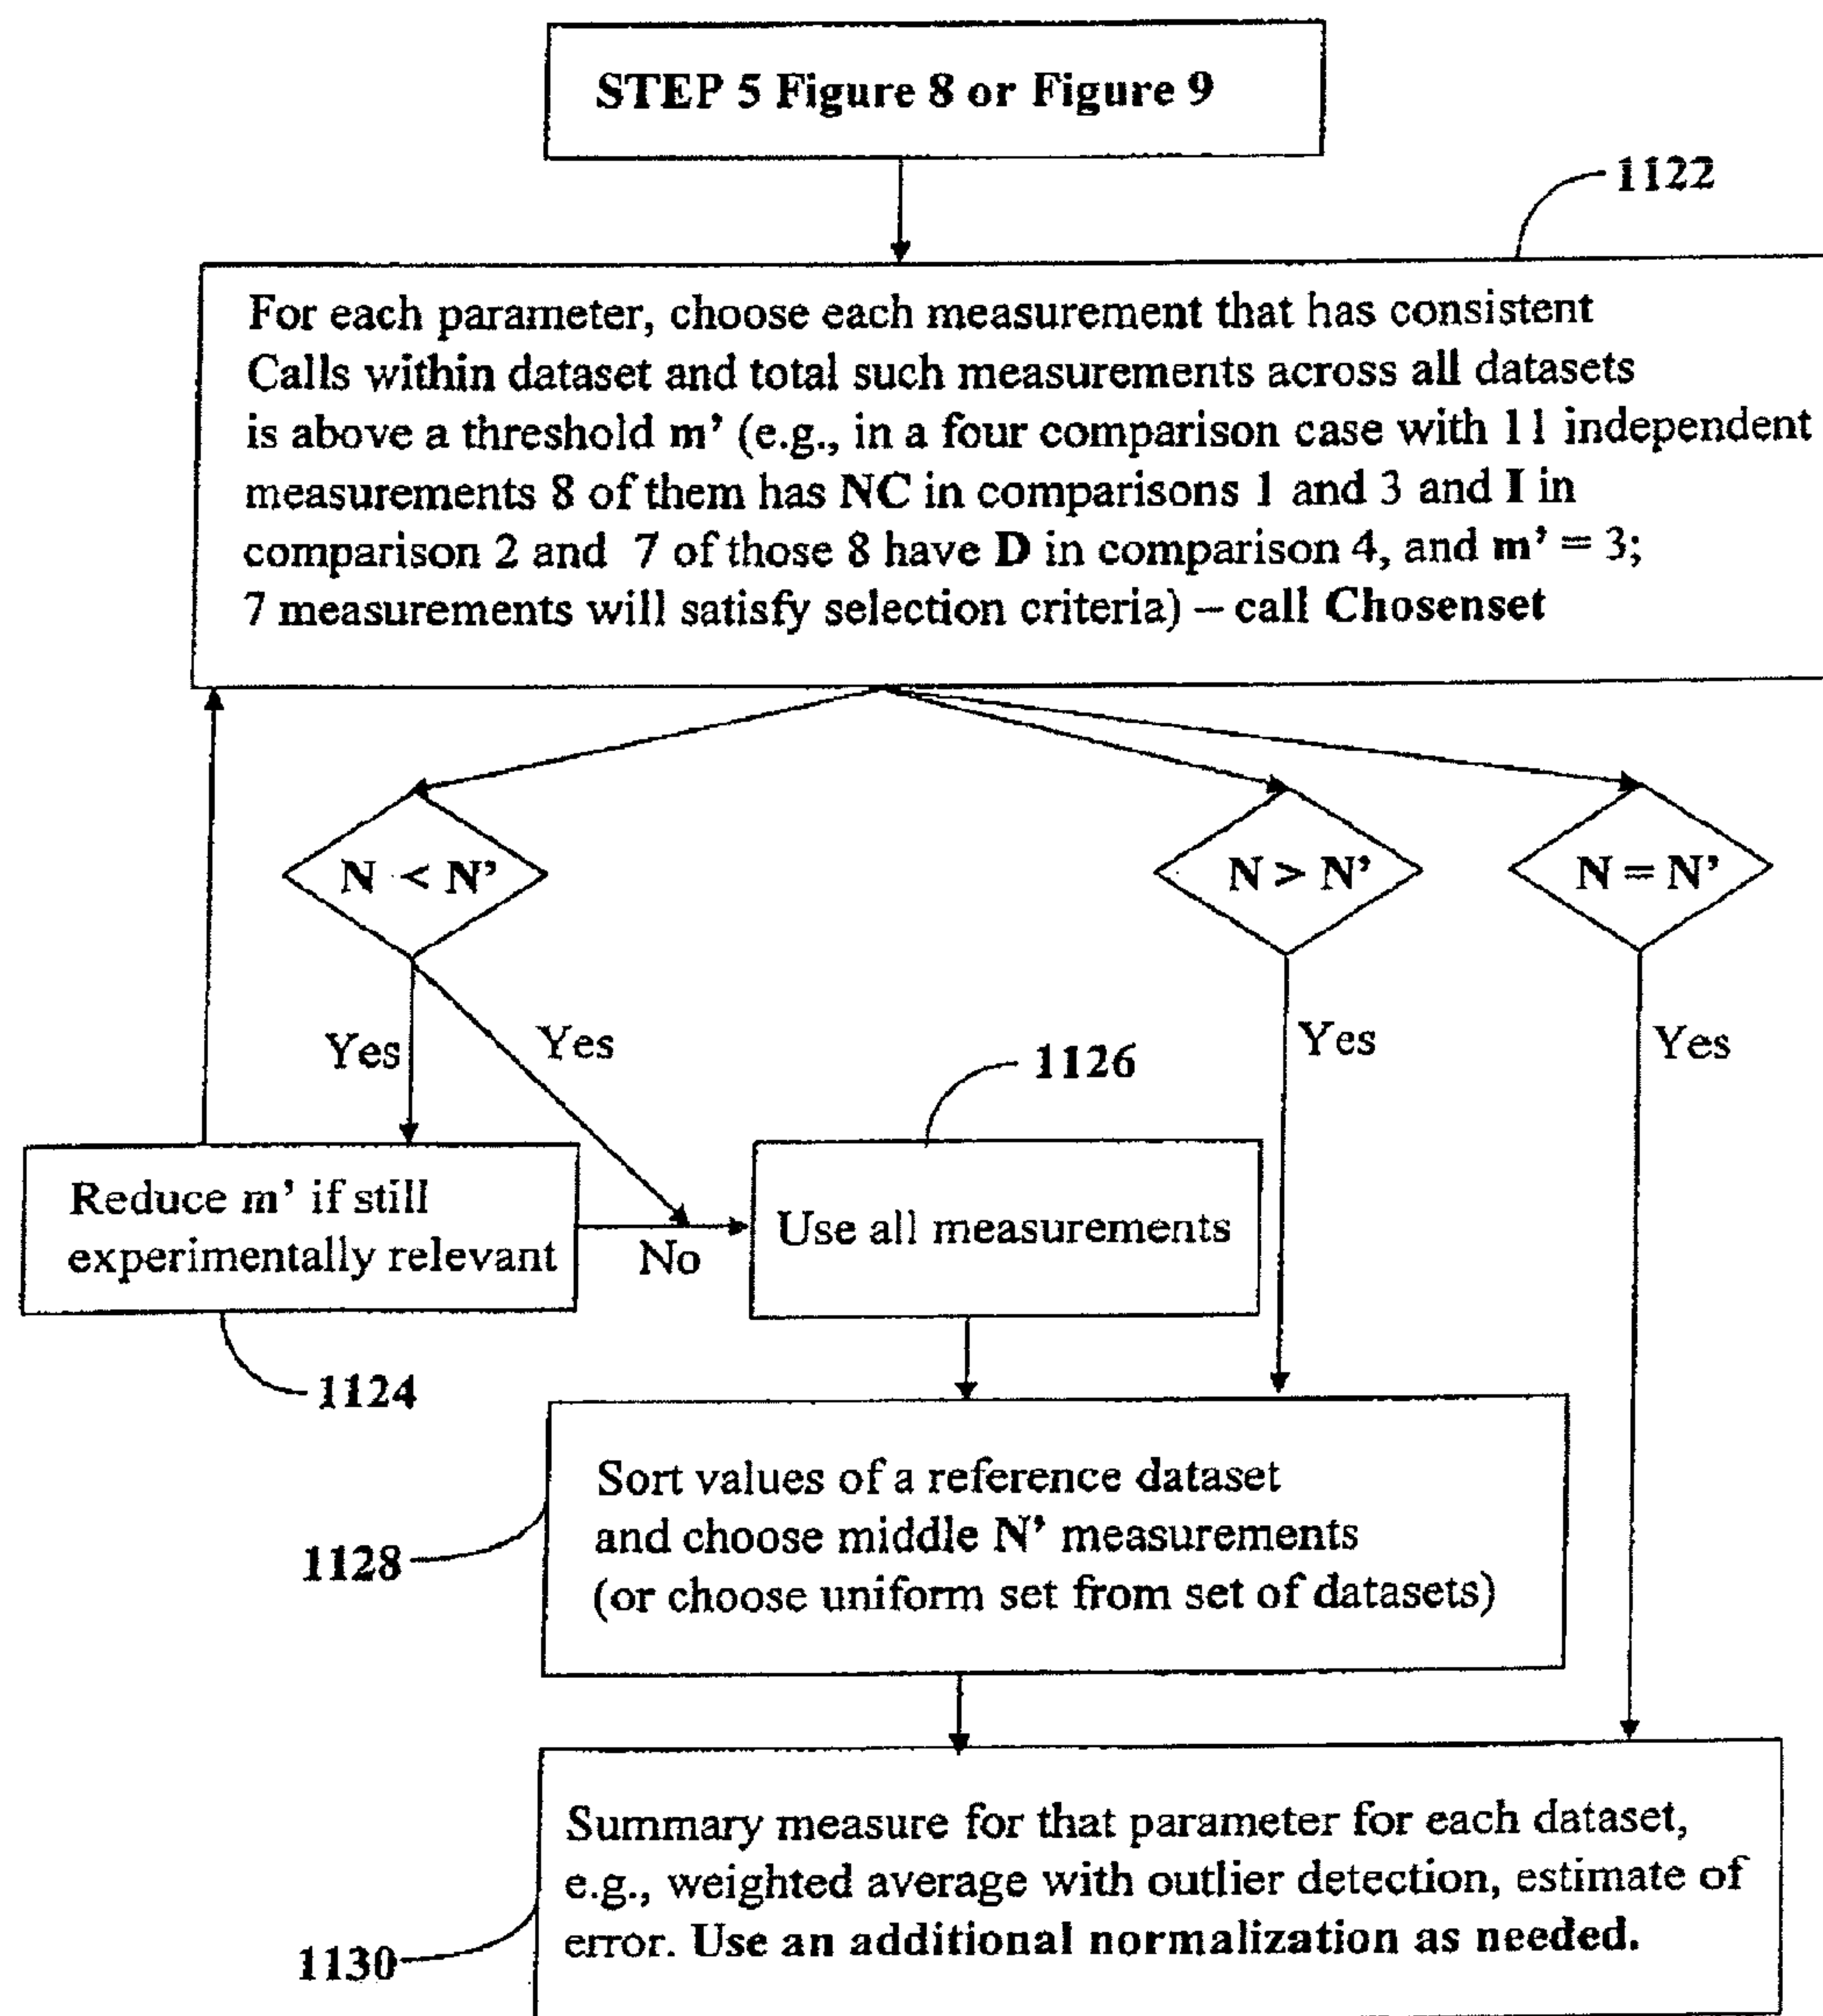 STEP 5 Figure 8 or Figure 9
1122
For each parameter, choose each measurement that has consistent
Calls within dataset and total such measurements across all datasets
is above a threshold m’ (e.g., in a four comparison case with 11 independent
measurements 8 of them has NC in comparisons 1 and 3 and I in
comparison 2 and 7 of those 8 have D in comparison 4, and m’ = 3;
7 measurements will satisfy selection criteria) – call Chosenset
N < N’
N > N’
N = N’
Yes
Yes
Yes
Yes
1126
Reduce m’ if still
experimentally relevant
No
Use all measurements
1124
Sort values of a reference dataset
and choose middle N’ measurements
(or choose uniform set from set of datasets)
1128
Summary measure for that parameter for each dataset,
e.g., weighted average with outlier detection, estimate of
error. Use an additional normalization as needed.
1130